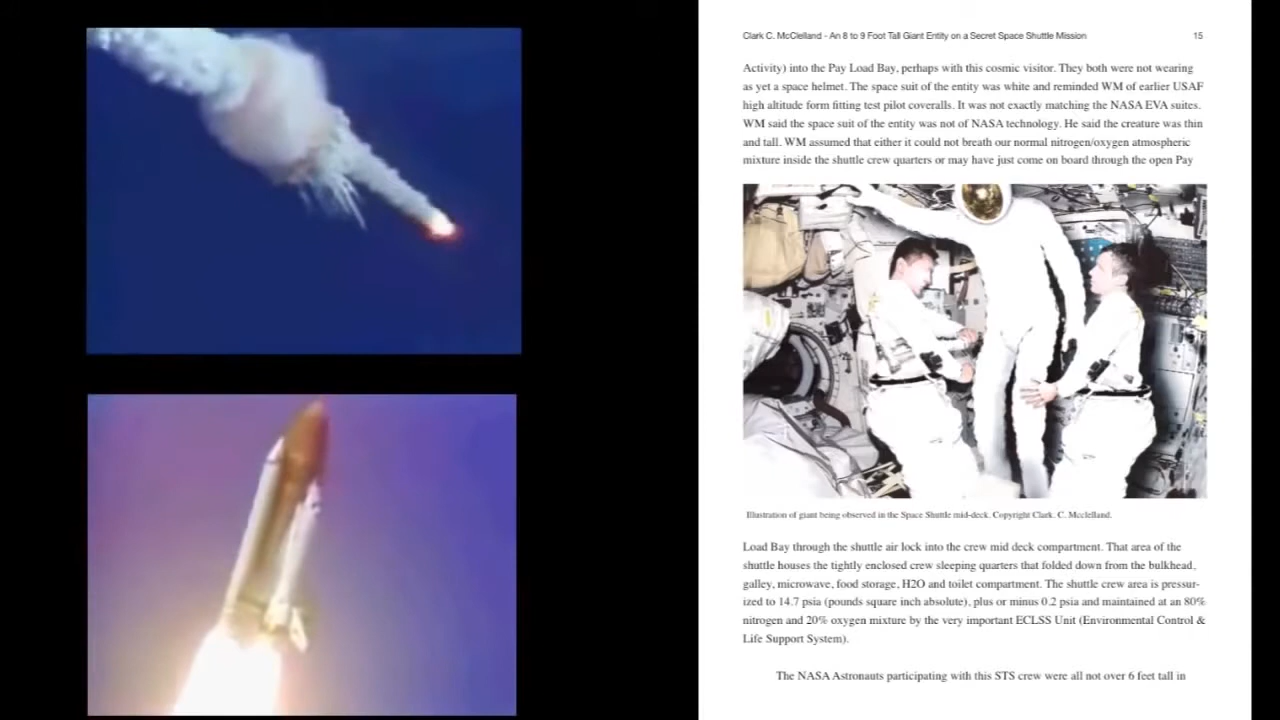 Clark C. McClelland - An 8 to 9 Foot Tall Giant Entity on a Secret Space Shuttle Mission 15
Activity) into the Pay Load Bay, perhaps with this cosmic visitor. They both were not wearing
as yet a space helmet. The space suit of the entity was white and reminded WM of earlier USAF
high altitude form fitting test pilot coveralls. It was not exactly matching the NASA EVA suites.
WM said the space suit of the entity was not of NASA technology. He said the creature was thin
and tall. WM assumed that either it could not breath our normal nitrogen/oxygen atmospheric
mixture inside the shuttle crew quarters or may have just come on board through the open Pay
Illustration of giant being observed in the Space Shuttle mid-deck. Copyright Clark. C. Mcclelland.
Load Bay through the shuttle air lock into the crew mid deck compartment. That area of the
shuttle houses the tightly enclosed crew sleeping quarters that folded down from the bulkhead,
galley, microwave, food storage, H2O and toilet compartment. The shuttle crew area is pressur-
ized to 14.7 psia (pounds square inch absolute), plus or minus 0.2 psia and maintained at an 80%
nitrogen and 20% oxygen mixture by the very important ECLSS Unit (Environmental Control &
Life Support System).
The NASA Astronauts participating with this STS crew were all not over 6 feet tall in